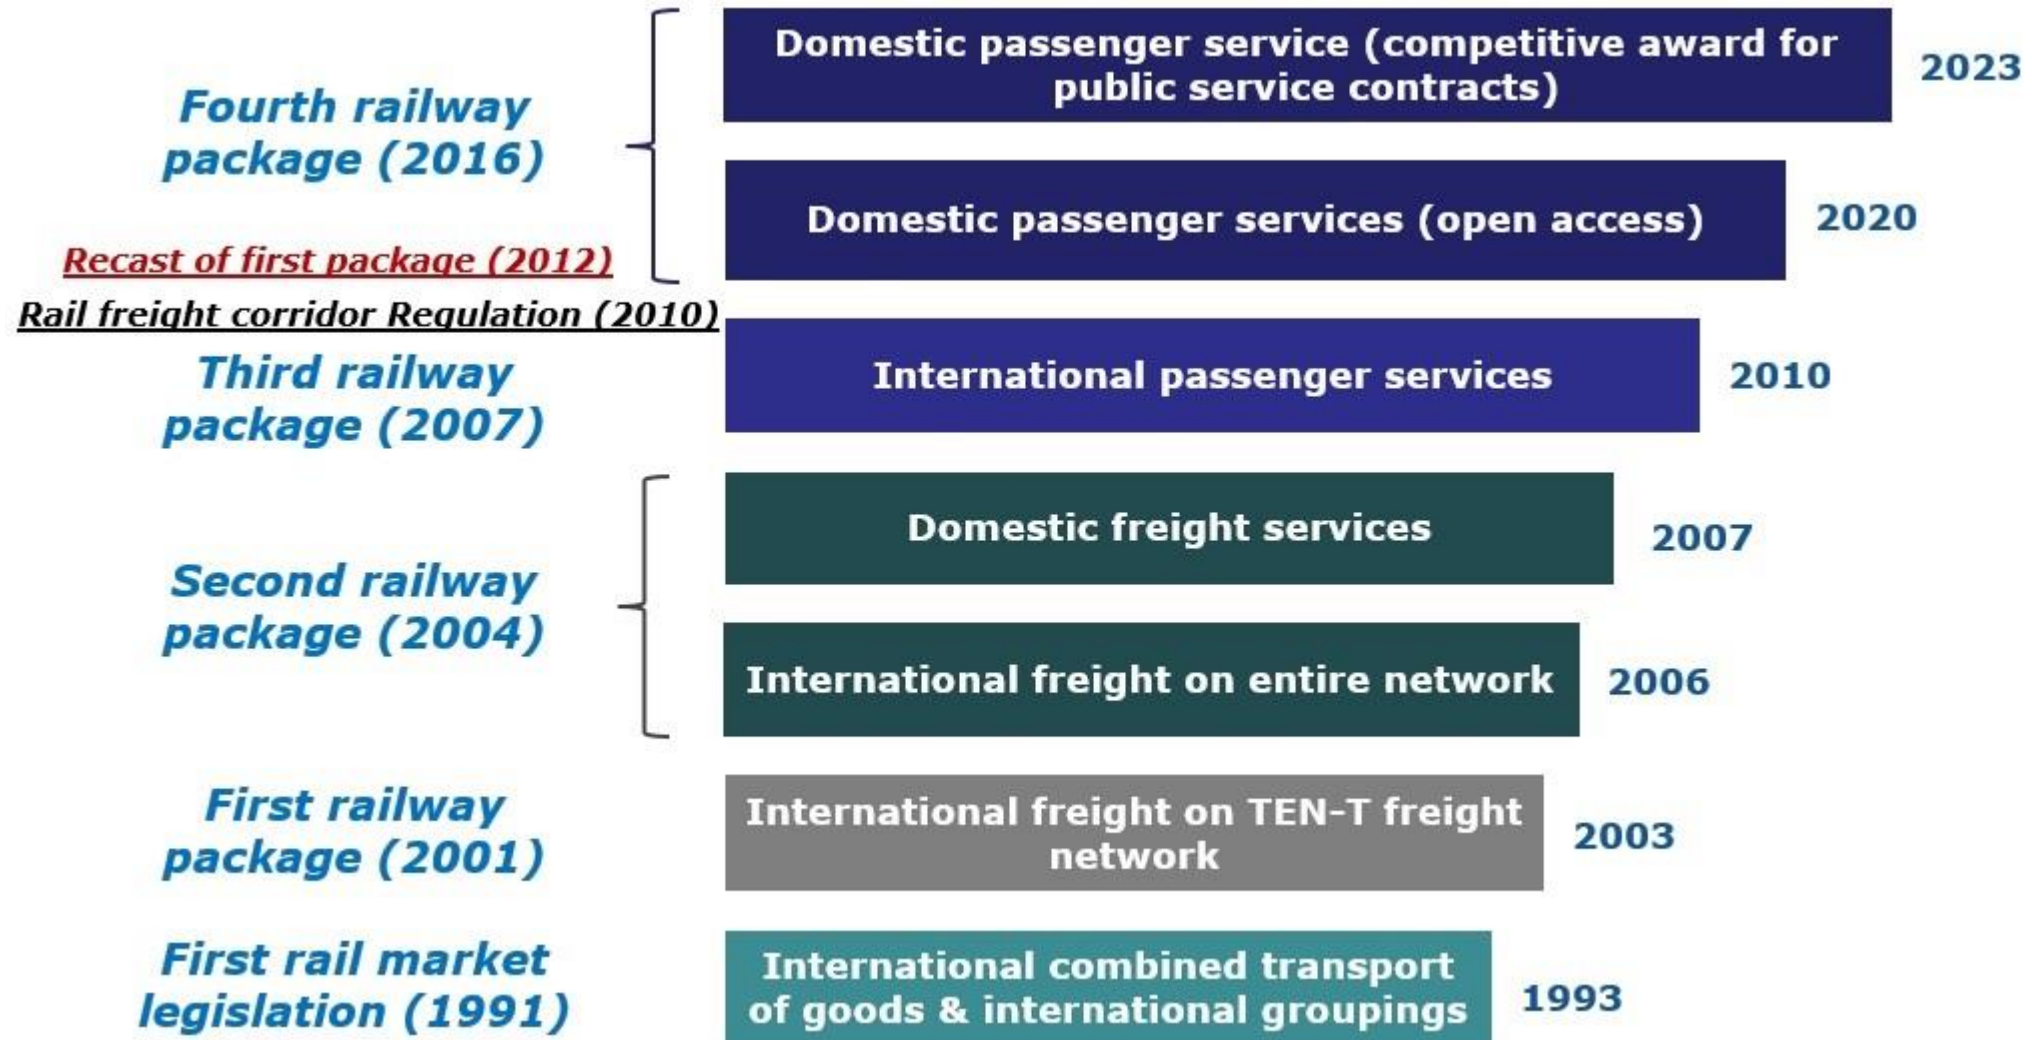 Fourth railway
package (2016)
Domestic passenger service (competitive award for
public service contracts)
2023
Domestic passenger services (open access)
2020
Recast of first package (2012)
Rail freight corridor Regulation (2010)
Third railway
package (2007)
International passenger services
2010
Second railway
package (2004)
Domestic freight services
2007
International freight on entire network
2006
First railway
package (2001)
International freight on TEN-T freight
network
2003
First rail market
legislation (1991)
International combined transport
of goods & international groupings
1993